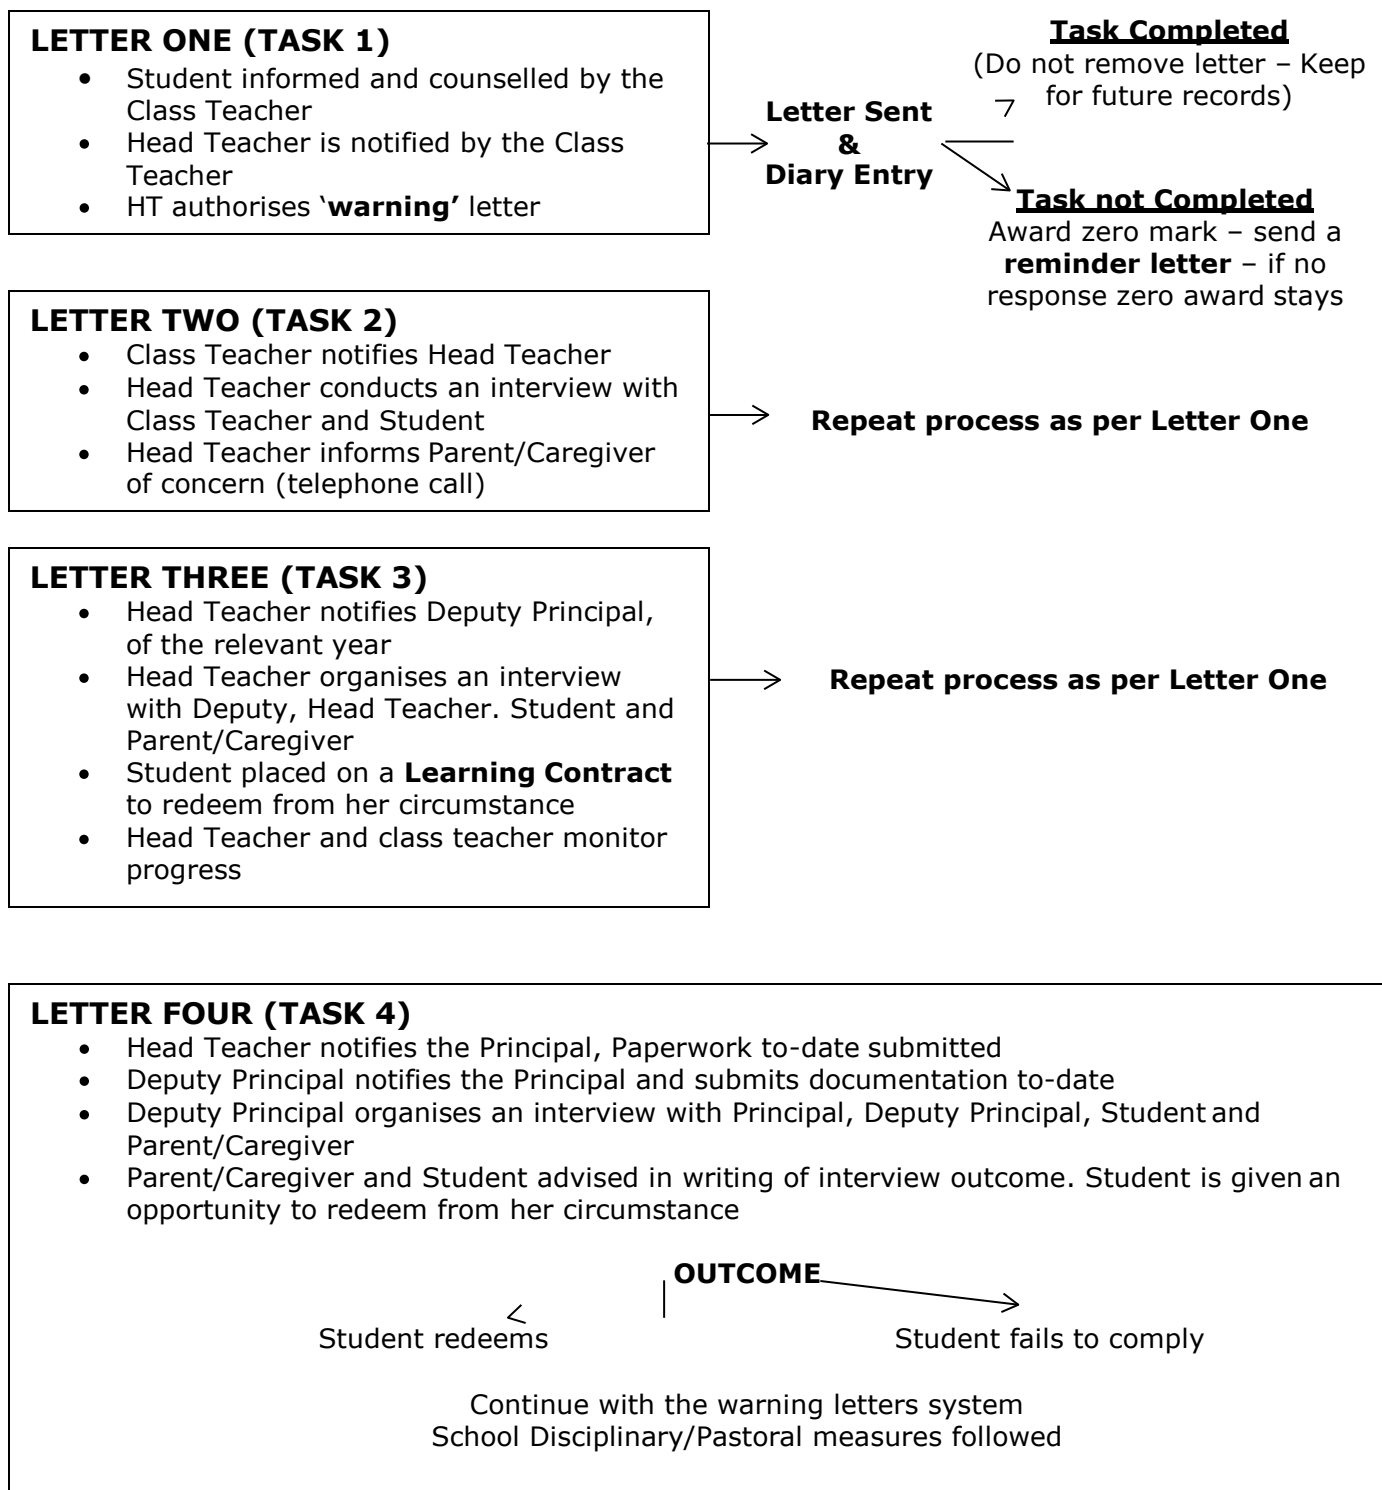 LETTER ONE (TASK 1)
• Student informed and counselled by the
Class Teacher
• Head Teacher is notified by the Class
Teacher
• HT authorises ‘warning’ letter
Letter Sent
&
Diary Entry
Task Completed
(Do not remove letter – Keep
for future records)
Task not Completed
Award zero mark – send a
reminder letter – if no
response zero award stays
LETTER TWO (TASK 2)
• Class Teacher notifies Head Teacher
• Head Teacher conducts an interview with
Class Teacher and Student
• Head Teacher informs Parent/Caregiver
of concern (telephone call)
Repeat process as per Letter One
LETTER THREE (TASK 3)
• Head Teacher notifies Deputy Principal,
of the relevant year
• Head Teacher organises an interview
with Deputy, Head Teacher. Student and
Parent/Caregiver
• Student placed on a Learning Contract
to redeem from her circumstance
• Head Teacher and class teacher monitor
progress
Repeat process as per Letter One
LETTER FOUR (TASK 4)
• Head Teacher notifies the Principal, Paperwork to-date submitted
• Deputy Principal notifies the Principal and submits documentation to-date
• Deputy Principal organises an interview with Principal, Deputy Principal, Student and
Parent/Caregiver
• Parent/Caregiver and Student advised in writing of interview outcome. Student is given an
opportunity to redeem from her circumstance
OUTCOME
Student redeems
Student fails to comply
Continue with the warning letters system
School Disciplinary/Pastoral measures followed